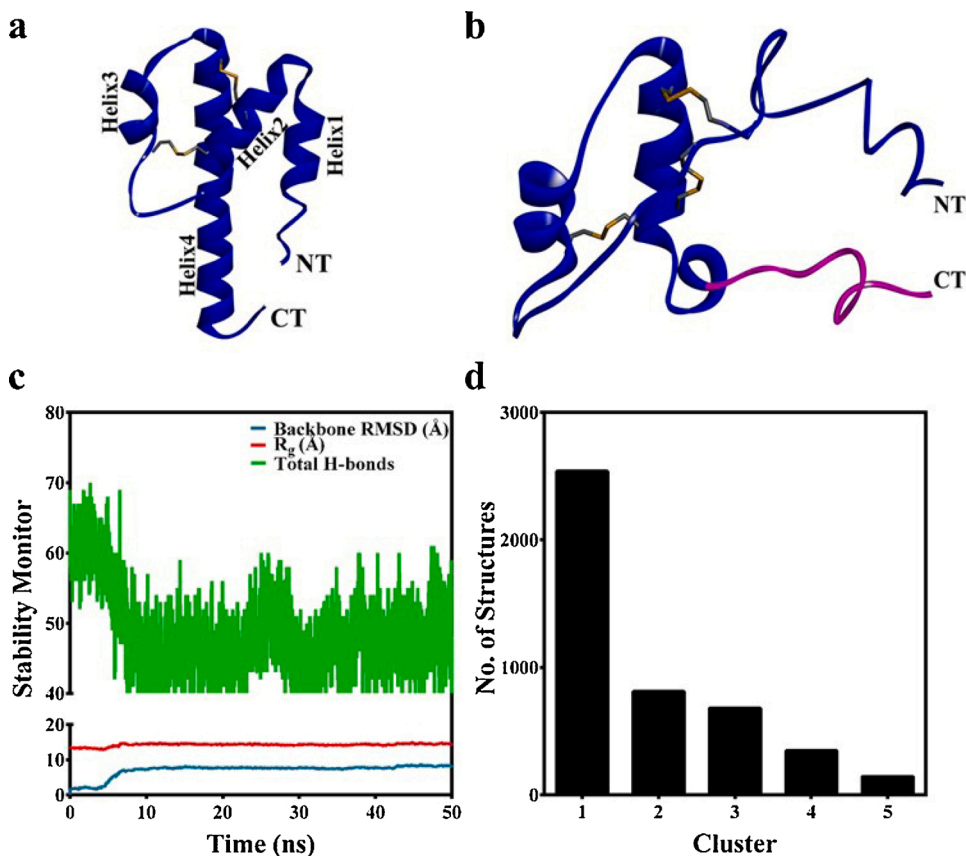 a
Helix3
Helix2
Helix1
Helix4
NT
CT
b
NT
CT
c
Stability Monitor
80
70
60
50
40
20
10
0
Backbone RMSD (Å)
Rg (Å)
Total H-bonds
0 10 20 30 40 50
Time (ns)
d
No. of Structures
3000
2000
1000
0
1 2 3 4 5
Cluster